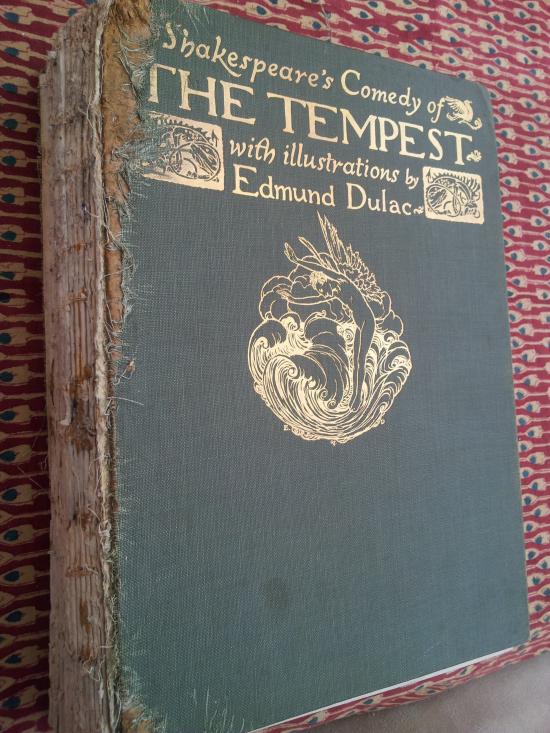 Shakespeare's Comedy of
THE TEMPEST
with illustrations by
Edmund Dulac